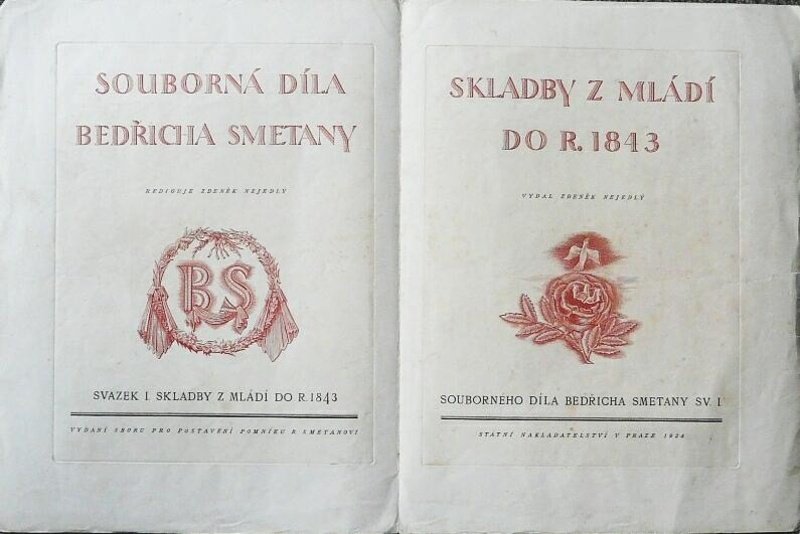 SOUBORNÁ DÍLA
BEDŘICHA SMETANY
REDIGUJE ZDENĚK NEJEDLÝ
BS
SVAZEK I. SKLADBY Z MLÁDÍ DO R. 1843
VYDÁNÍ SBORU PRO POSTAVENÍ POMNÍKU B. SMETANOVI
SKLADBY Z MLÁDÍ
DO R. 1843
VYDAL ZDENĚK NEJEDLÝ
SOUBORNÉHO DÍLA BEDŘICHA SMETANY SV. I.
STÁTNÍ NAKLADATELSTVÍ V PRAZE 1924